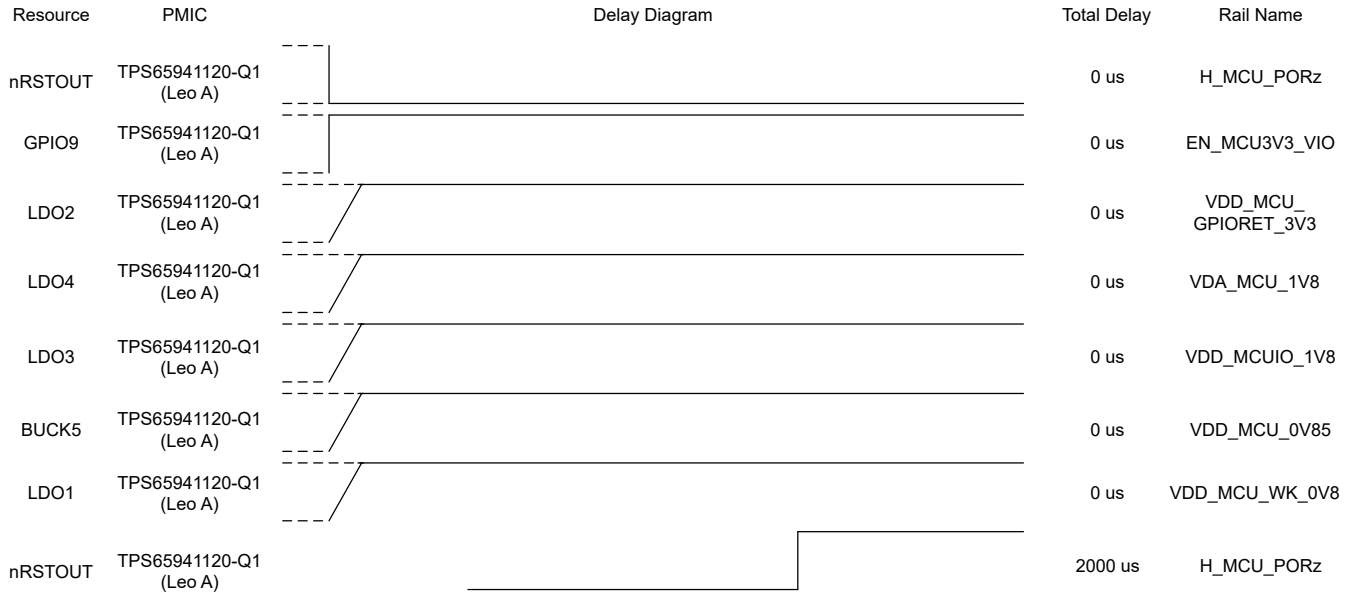 Resource PMIC Delay Diagram Total Delay Rail Name
nRSTOUT TPS65941120-Q1 (Leo A) 0 us H_MCU_PORz
GPIO9 TPS65941120-Q1 (Leo A) 0 us EN_MCU3V3_VIO
LDO2 TPS65941120-Q1 (Leo A) 0 us VDD_MCU_ GPIORET_3V3
LDO4 TPS65941120-Q1 (Leo A) 0 us VDA_MCU_1V8
LDO3 TPS65941120-Q1 (Leo A) 0 us VDD_MCUIO_1V8
BUCK5 TPS65941120-Q1 (Leo A) 0 us VDD_MCU_0V85
LDO1 TPS65941120-Q1 (Leo A) 0 us VDD_MCU_WK_0V8
nRSTOUT TPS65941120-Q1 (Leo A) 2000 us H_MCU_PORz